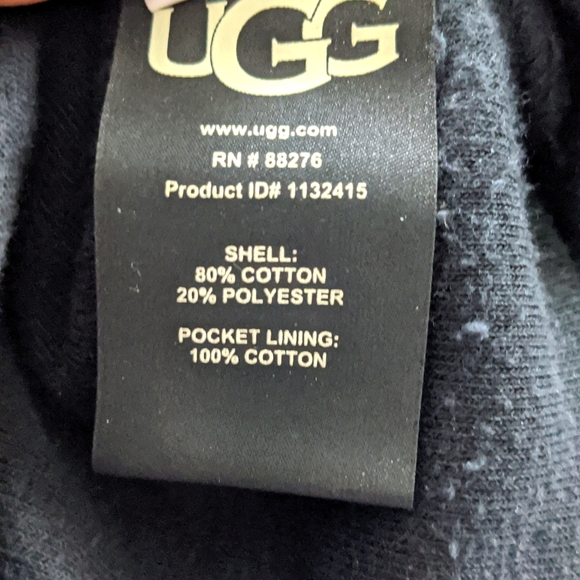 UGG
www.ugg.com
RN # 88276
Product ID# 1132415
SHELL:
80% COTTON
20% POLYESTER
POCKET LINING:
100% COTTON